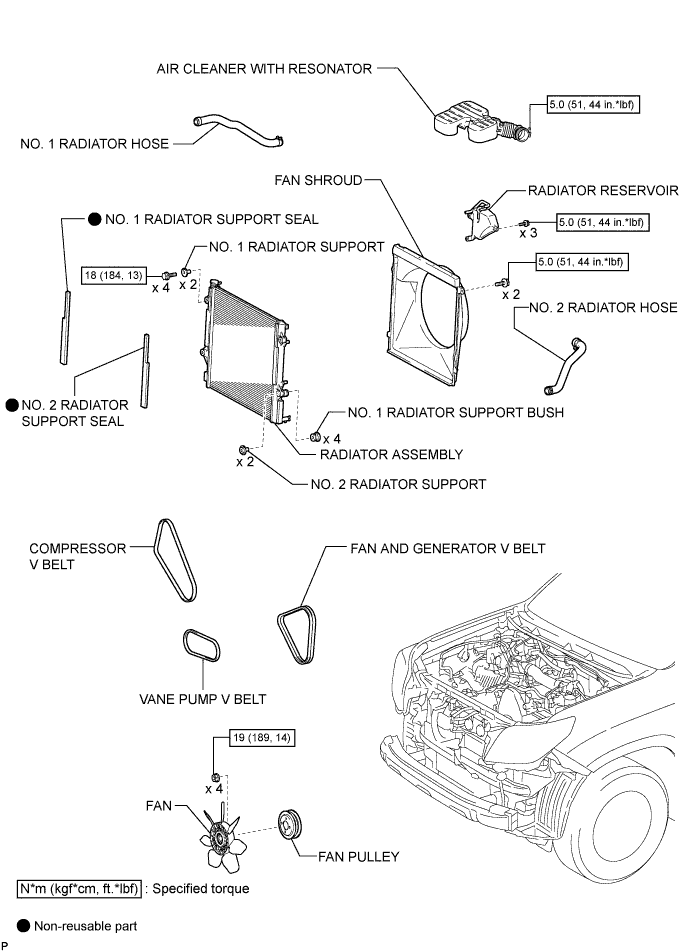 AIR CLEANER WITH RESONATOR
5.0 (51, 44 in.*lbf)
NO. 1 RADIATOR HOSE
FAN SHROUD
RADIATOR RESERVOIR
NO. 1 RADIATOR SUPPORT SEAL
5.0 (51, 44 in.*lbf)
x 3
NO. 1 RADIATOR SUPPORT
18 (184, 13)
x 4
x 2
5.0 (51, 44 in.*lbf)
x 2
NO. 2 RADIATOR HOSE
NO. 2 RADIATOR
SUPPORT SEAL
NO. 1 RADIATOR SUPPORT BUSH
x 4
RADIATOR ASSEMBLY
x 2
NO. 2 RADIATOR SUPPORT
COMPRESSOR
V BELT
FAN AND GENERATOR V BELT
VANE PUMP V BELT
19 (189, 14)
x 4
FAN
FAN PULLEY
N*m (kgf*cm, ft.*lbf) : Specified torque
Non-reusable part
P